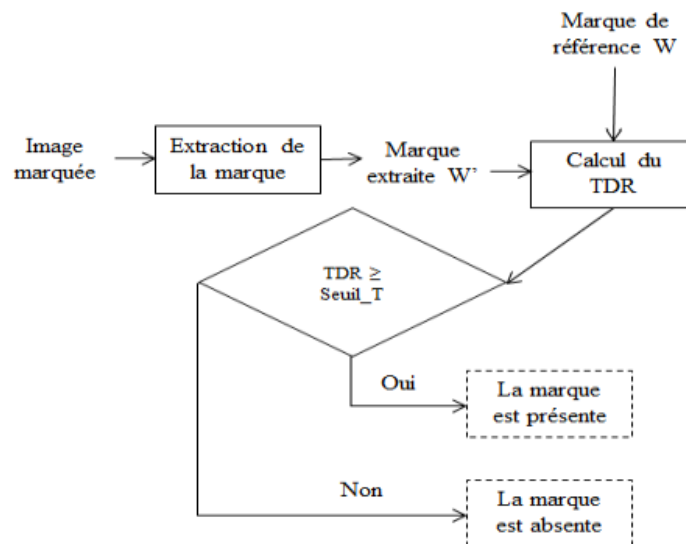 Marque de
référence W
Image
marquée
Extraction de
la marque
Marque
extraite W’
Calcul du
TDR
TDR ≥
Seuil_T
Oui
La marque
est présente
Non
La marque
est absente